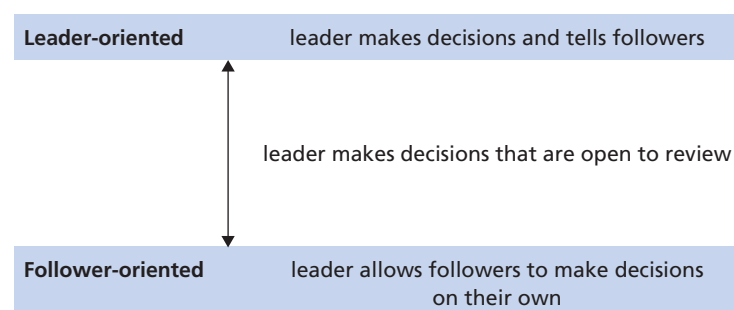 Leader-oriented leader makes decisions and tells followers
leader makes decisions that are open to review
Follower-oriented leader allows followers to make decisions
on their own